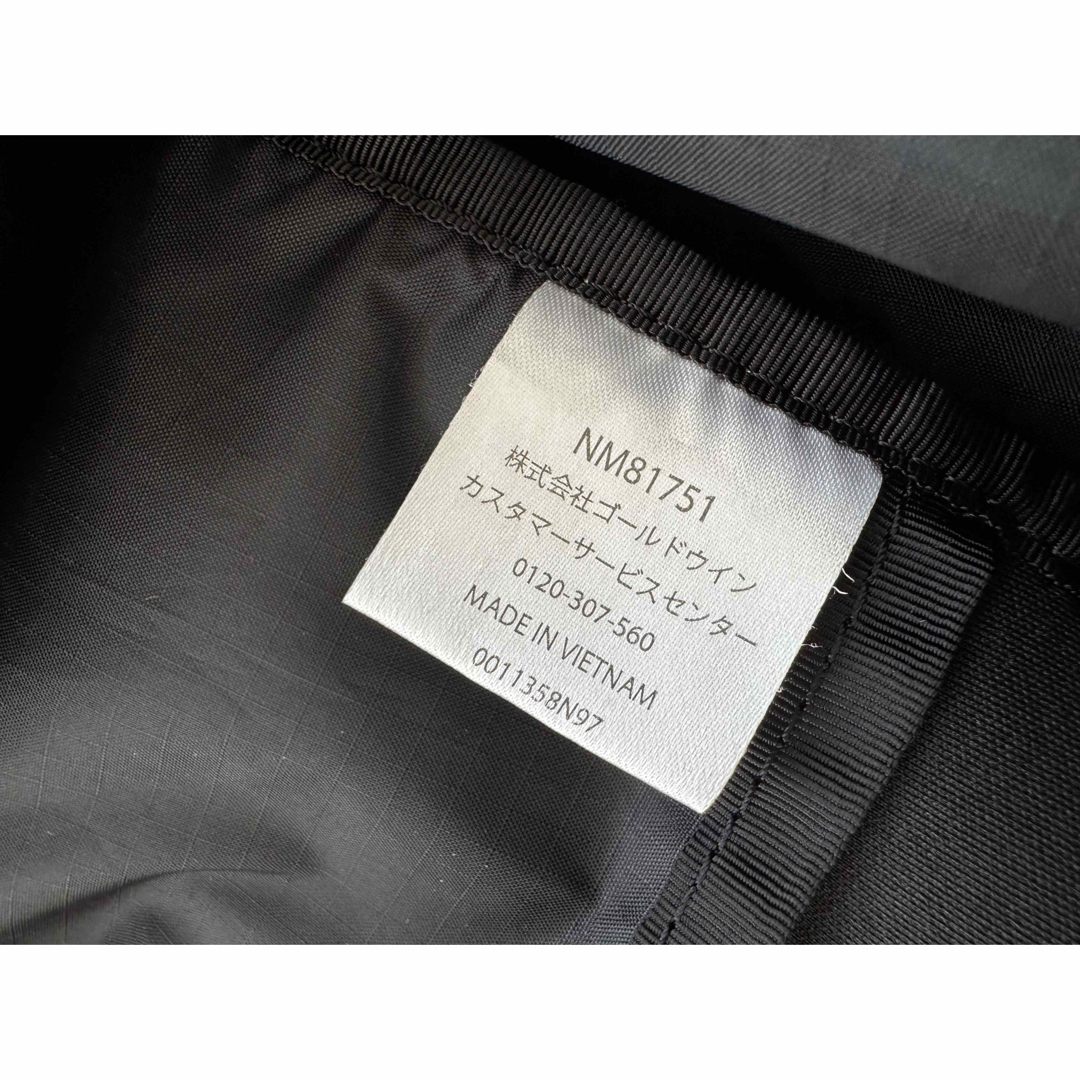 NM81751
株式会社ゴールドウイン
カスタマーサービスセンター
0120-307-560
MADE IN VIETNAM
0011358N97